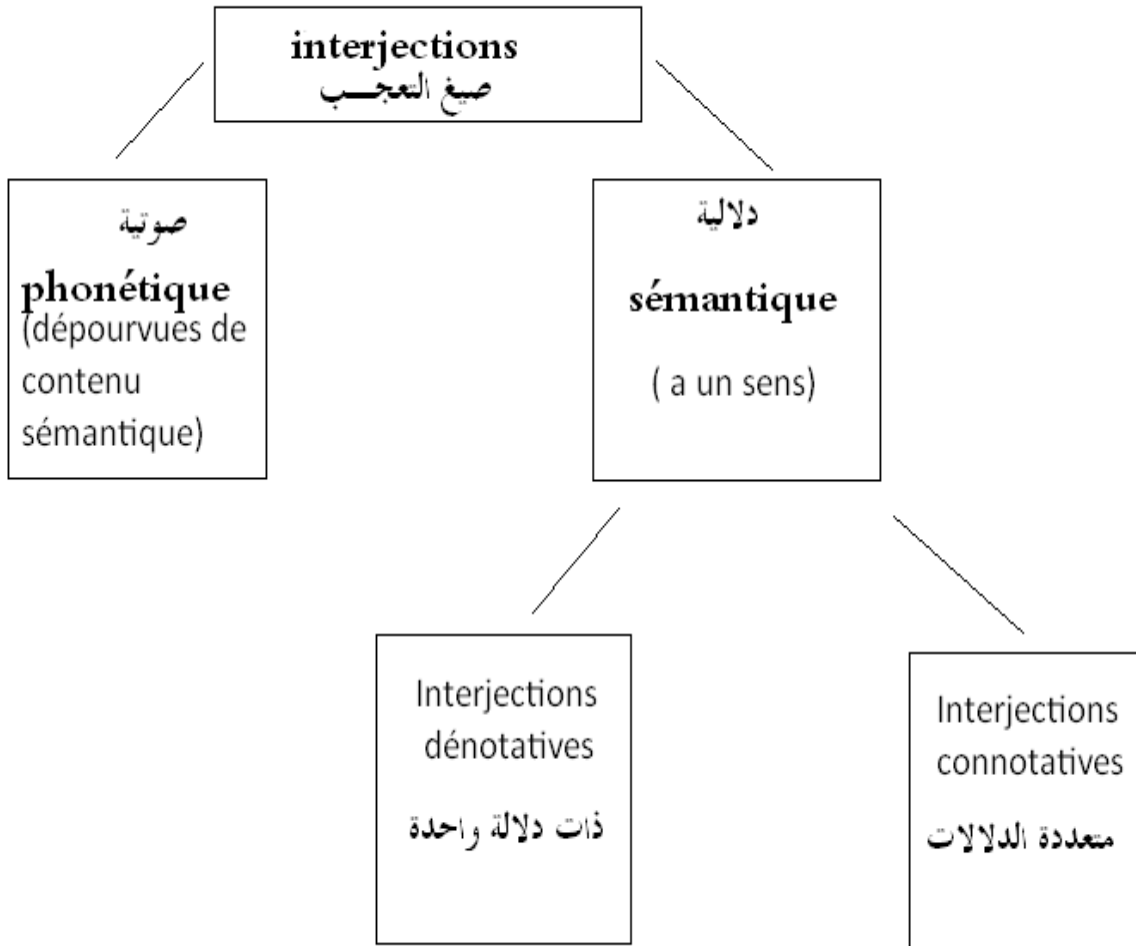 interjections
صيغ التعجـــب
صوتية
phonétique
(dépourvues de
contenu
sémantique)
دلالية
sémantique
( a un sens)
Interjections
dénotatives
ذات دلالة واحدة
Interjections
connotatives
متعددة الدلالات